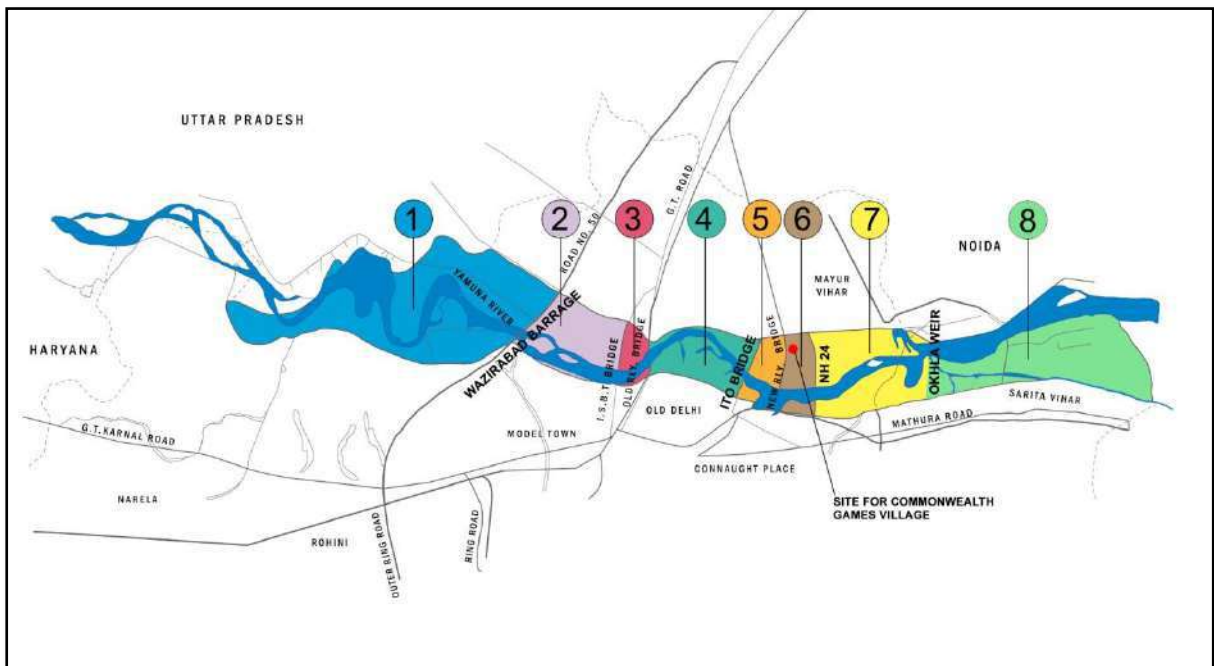 UTTAR PRADESH
1
2
3
4
5
6
7
8
ROAD NO. 50
G.T. ROAD
NOIDA
MAYUR
VIHAR
YAMUNA RIVER
WAZIRABAD BARRAGE
I.S.B.T BRIDGE
OLD RLY. BRIDGE
ITO BRIDGE
NEW RLY. BRIDGE
NH 24
OKHLA WEIR
HARYANA
SARITA VIHAR
OLD DELHI
MATHURA ROAD
G.T.KARNAL ROAD
MODEL TOWN
CONNAUGHT PLACE
NARELA
SITE FOR COMMONWEALTH
GAMES VILLAGE
ROHINI
OUTER RING ROAD
RING ROAD